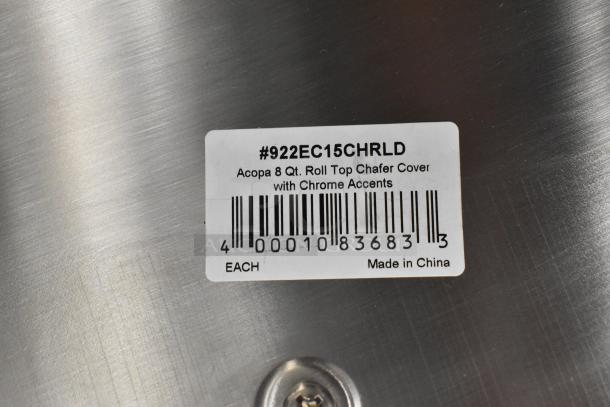 #922EC15CHRLD
Acopa 8 Qt. Roll Top Chafer Cover
with Chrome Accents
4 00010 83683 3
EACH Made in China